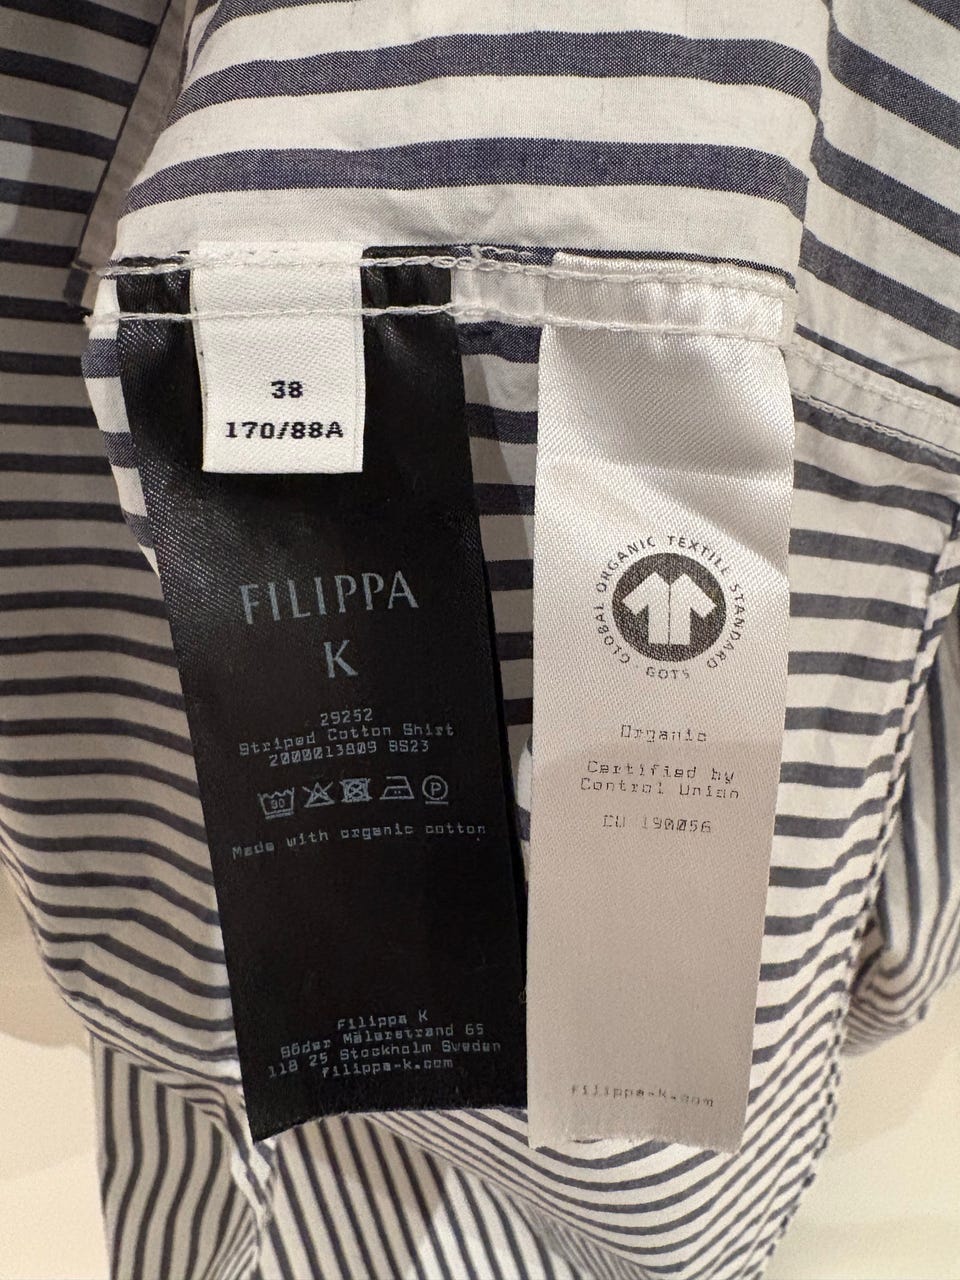 38
170/88A
FILIPPA
K
29252
Striped Cotton Shirt
2000013809 SS23
30
P
Made with organic cotton
Filippa K
Söder Mälarstrand 65
118 25 Stockholm Sweden
filippa-k.com
GLOBAL ORGANIC TEXTILE STANDARD · GOTS ·
Organic
Certified by
Control Union
CU 190056
filippa-k.com